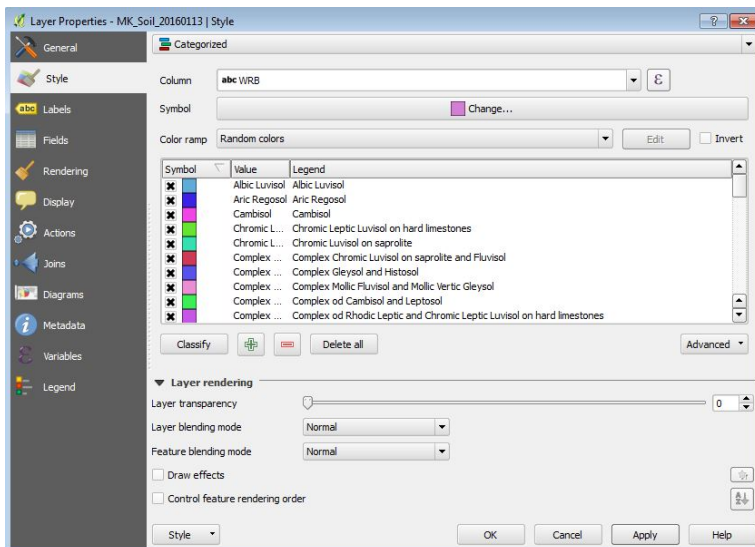 Layer Properties - MK_Soil_20160113 | Style
General
Style
Labels
Fields
Rendering
Display
Actions
Joins
Diagrams
Metadata
Variables
Legend
Categorized
Column abc WRB ε
Symbol Change...
Color ramp Random colors Edit Invert
Symbol Value Legend
Albic Luvisol Albic Luvisol
Aric Regosol Aric Regosol
Cambisol Cambisol
Chromic L... Chromic Leptic Luvisol on hard limestones
Chromic L... Chromic Luvisol on saprolite
Complex ... Complex Chromic Luvisol on saprolite and Fluvisol
Complex ... Complex Gleysol and Histosol
Complex ... Complex Mollic Fluvisol and Mollic Vertic Gleysol
Complex ... Complex od Cambisol and Leptosol
Complex ... Complex od Rhodic Leptic and Chromic Leptic Luvisol on hard limestones
Classify Delete all Advanced
Layer rendering
Layer transparency 0
Layer blending mode Normal
Feature blending mode Normal
Draw effects
Control feature rendering order
Style OK Cancel Apply Help